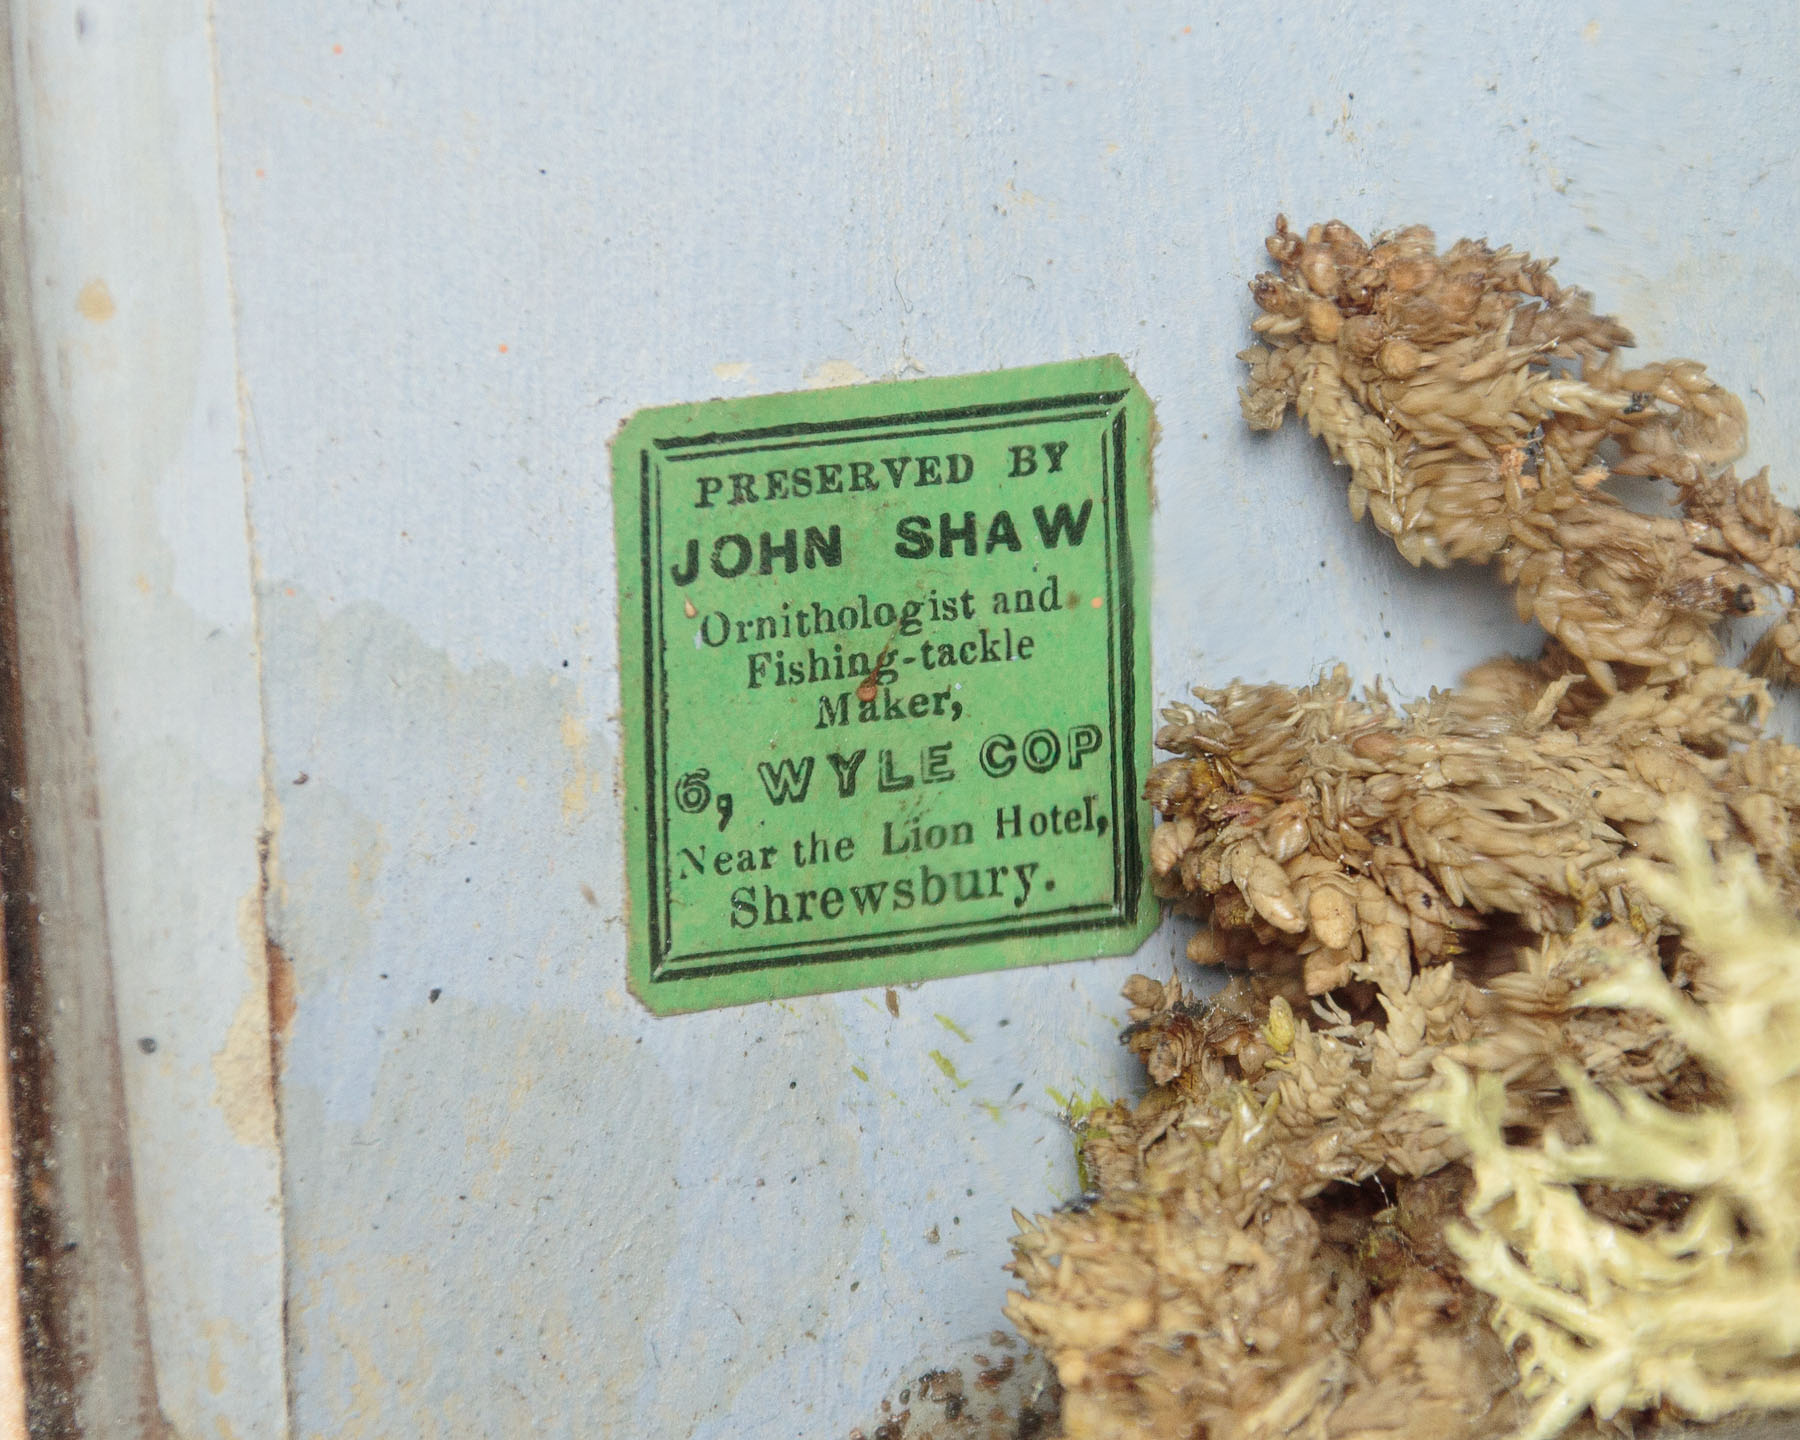 PRESERVED BY
JOHN SHAW
Ornithologist and
Fishing-tackle
Maker,
6, WYLE COP
Near the Lion Hotel,
Shrewsbury.